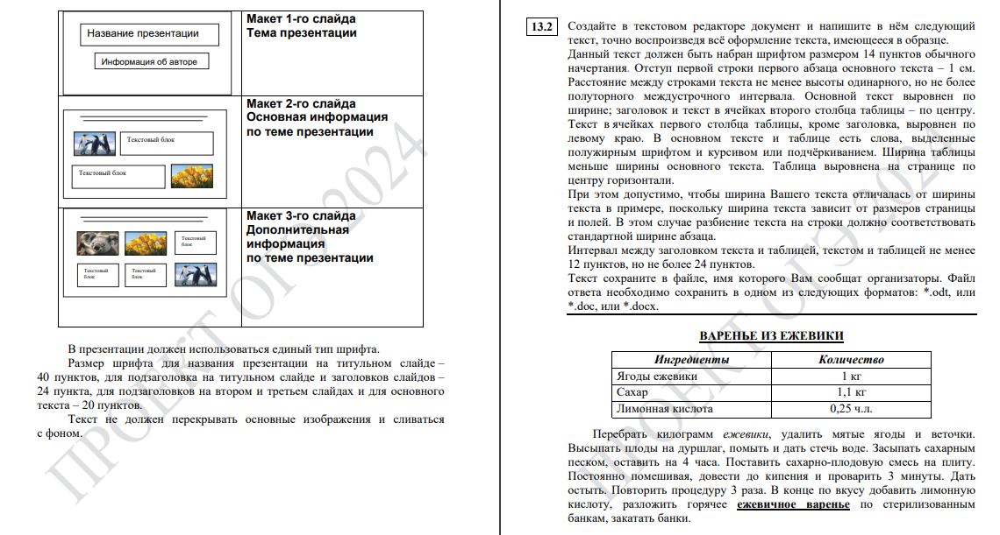 Название презентации
Информация об авторе
Макет 1-го слайда
Тема презентации
Текстовый блок
Текстовый блок
Макет 2-го слайда
Основная информация
по теме презентации
Текстовый
блок
Текстовый
блок
Текстовый
блок
Макет 3-го слайда
Дополнительная
информация
по теме презентации
В презентации должен использоваться единый тип шрифта.
Размер шрифта для названия презентации на титульном слайде –
40 пунктов, для подзаголовка на титульном слайде и заголовков слайдов –
24 пункта, для подзаголовков на втором и третьем слайдах и для основного
текста – 20 пунктов.
Текст не должен перекрывать основные изображения и сливаться
с фоном.
ПРОЕКТ ОГЭ 2024
13.2
Создайте в текстовом редакторе документ и напишите в нём следующий
текст, точно воспроизведя всё оформление текста, имеющееся в образце.
Данный текст должен быть набран шрифтом размером 14 пунктов обычного
начертания. Отступ первой строки первого абзаца основного текста – 1 см.
Расстояние между строками текста не менее высоты одинарного, но не более
полуторного междустрочного интервала. Основной текст выровнен по
ширине; заголовок и текст в ячейках второго столбца таблицы – по центру.
Текст в ячейках первого столбца таблицы, кроме заголовка, выровнен по
левому краю. В основном тексте и таблице есть слова, выделенные
полужирным шрифтом и курсивом или подчёркиванием. Ширина таблицы
меньше ширины основного текста. Таблица выровнена на странице по
центру горизонтали.
При этом допустимо, чтобы ширина Вашего текста отличалась от ширины
текста в примере, поскольку ширина текста зависит от размеров страницы
и полей. В этом случае разбиение текста на строки должно соответствовать
стандартной ширине абзаца.
Интервал между заголовком текста и таблицей, текстом и таблицей не менее
12 пунктов, но не более 24 пунктов.
Текст сохраните в файле, имя которого Вам сообщат организаторы. Файл
ответа необходимо сохранить в одном из следующих форматов: *.odt, или
*.doc, или *.docx.
ВАРЕНЬЕ ИЗ ЕЖЕВИКИ
Ингредиенты Количество
Ягоды ежевики 1 кг
Сахар 1,1 кг
Лимонная кислота 0,25 ч.л.
Перебрать килограмм ежевики, удалить мятые ягоды и веточки.
Высыпать плоды на дуршлаг, помыть и дать стечь воде. Засыпать сахарным
песком, оставить на 4 часа. Поставить сахарно-плодовую смесь на плиту.
Постоянно помешивая, довести до кипения и проварить 3 минуты. Дать
остыть. Повторить процедуру 3 раза. В конце по вкусу добавить лимонную
кислоту, разложить горячее ежевичное варенье по стерилизованным
банкам, закатать банки.
ПРОЕКТ ОГЭ 2024